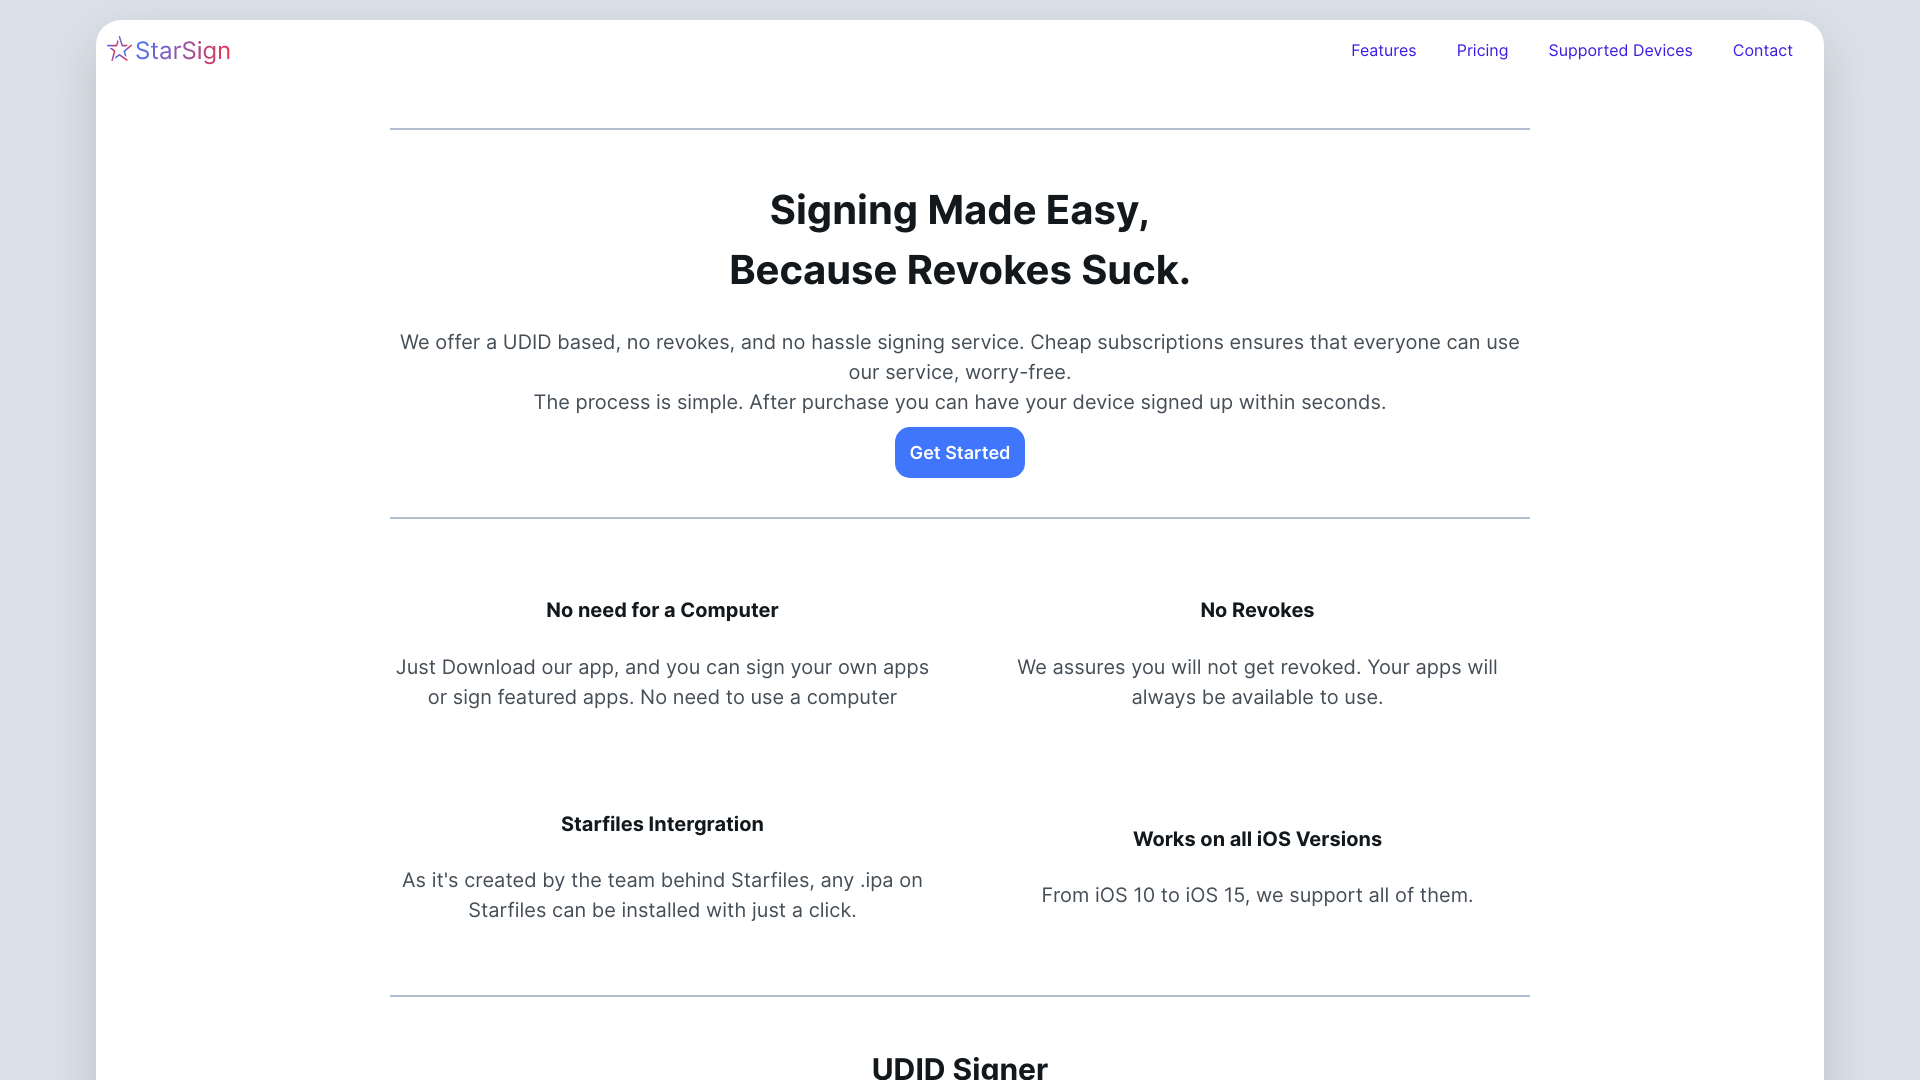 StarSign
Features
Pricing
Supported Devices
Contact
Signing Made Easy,
Because Revokes Suck.
We offer a UDID based, no revokes, and no hassle signing service. Cheap subscriptions ensures that everyone can use
our service, worry-free.
The process is simple. After purchase you can have your device signed up within seconds.
Get Started
No need for a Computer
Just Download our app, and you can sign your own apps
or sign featured apps. No need to use a computer
No Revokes
We assures you will not get revoked. Your apps will
always be available to use.
Starfiles Intergration
As it's created by the team behind Starfiles, any .ipa on
Starfiles can be installed with just a click.
Works on all iOS Versions
From iOS 10 to iOS 15, we support all of them.
UDID Signer